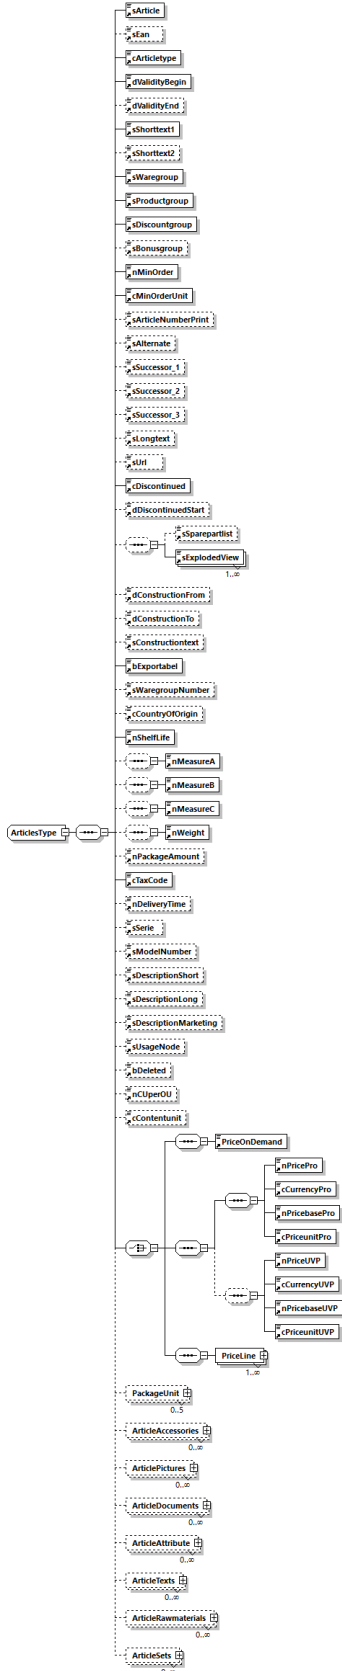 sArticle
sEan
cArticletype
dValidityBegin
dValidityEnd
sShorttext1
sShorttext2
sWaregroup
sProductgroup
sDiscountgroup
sBonusgroup
nMinOrder
cMinOrderUnit
sArticleNumberPrint
sAlternate
sSuccessor_1
sSuccessor_2
sSuccessor_3
sLongtext
sUrl
cDiscontinued
dDiscontinuedStart
sSparepartlist
sExplodedView
1..∞
dConstructionFrom
dConstructionTo
sConstructiontext
bExportabel
sWaregroupNumber
cCountryOfOrigin
nShelfLife
nMeasureA
nMeasureB
nMeasureC
ArticlesType
nWeight
nPackageAmount
cTaxCode
nDeliveryTime
sSerie
sModelNumber
sDescriptionShort
sDescriptionLong
sDescriptionMarketing
sUsageNode
bDeleted
nCUperOU
cContentunit
PriceOnDemand
nPricePro
cCurrencyPro
nPricebasePro
cPriceunitPro
nPriceUVP
cCurrencyUVP
nPricebaseUVP
cPriceunitUVP
PriceLine
1..∞
PackageUnit
0..5
ArticleAccessories
0..∞
ArticlePictures
0..∞
ArticleDocuments
0..∞
ArticleAttribute
0..∞
ArticleTexts
0..∞
ArticleRawmaterials
0..∞
ArticleSets
0..∞